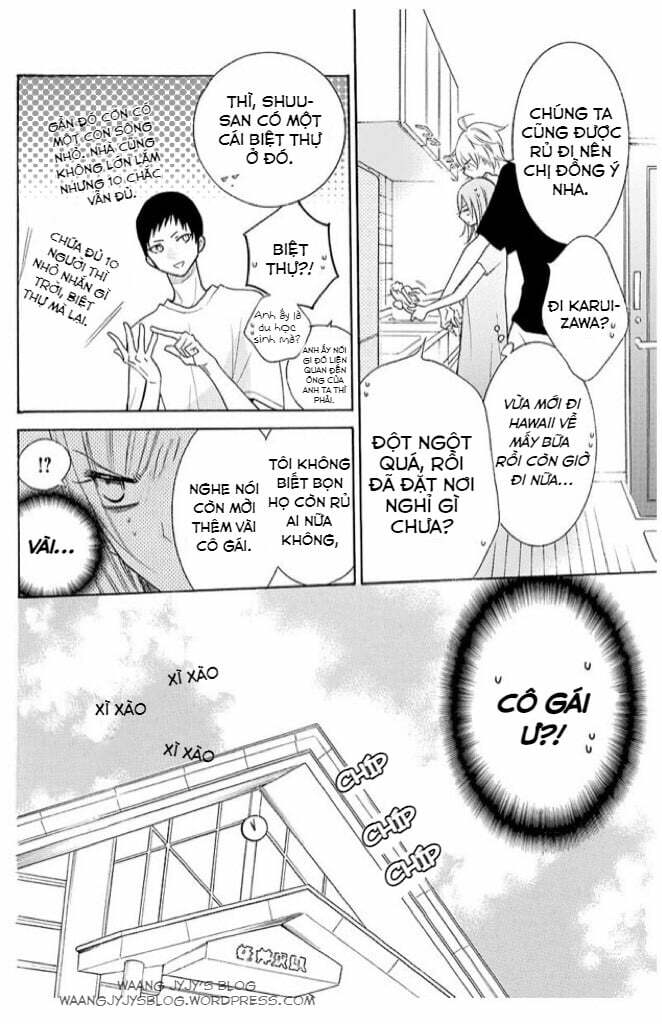 CHÚNG TA
CŨNG ĐƯỢC
RỦ ĐI NÊN
CHỊ ĐỒNG Ý
NHA.
ĐI KARUI-
ZAWA?
VỪA MỚI ĐI
HAWAII VỀ
MẤY BỮA
RỒI CÒN GIỜ
ĐI NỮA...
ĐỘT NGỘT
QUÁ, RỒI
ĐÃ ĐẶT NƠI
NGHỈ GÌ
CHƯA?
THÌ, SHUU-
SAN CÓ MỘT
CÁI BIỆT THỰ
Ở ĐÓ.
GẦN ĐÓ CÒN CÓ
MỘT CON SÔNG
NHỎ. NHÀ CŨNG
KHÔNG LỚN LẮM
NHƯNG 10 CHẮC
VẪN ĐỦ.
BIỆT
THỰ?!
CHỨA ĐỦ 10
NGƯỜI THÌ
NHỎ NHẮN GÌ
TRỜI, BIỆT
THỰ MÀ LẠI.
Anh ấy là
du học
sinh mà?
ANH ẤY NÓI
GÌ ĐÓ LIÊN
QUAN ĐẾN
ÔNG CỦA
ANH TA THÌ
PHẢI.
TÔI KHÔNG
BIẾT BỌN
HỌ CÒN RỦ
AI NỮA
KHÔNG,
NGHE NÓI
CÒN MỜI
THÊM VÀI
CÔ GÁI.
!?
VÀI...
CÔ GÁI
Ư?!
XÌ XÀO
XÌ XÀO
XÌ XÀO
CHÍP
CHÍP
CHÍP
WAANG JYJY'S BLOG
WAANGJYJYSBLOG.WORDPRESS.COM